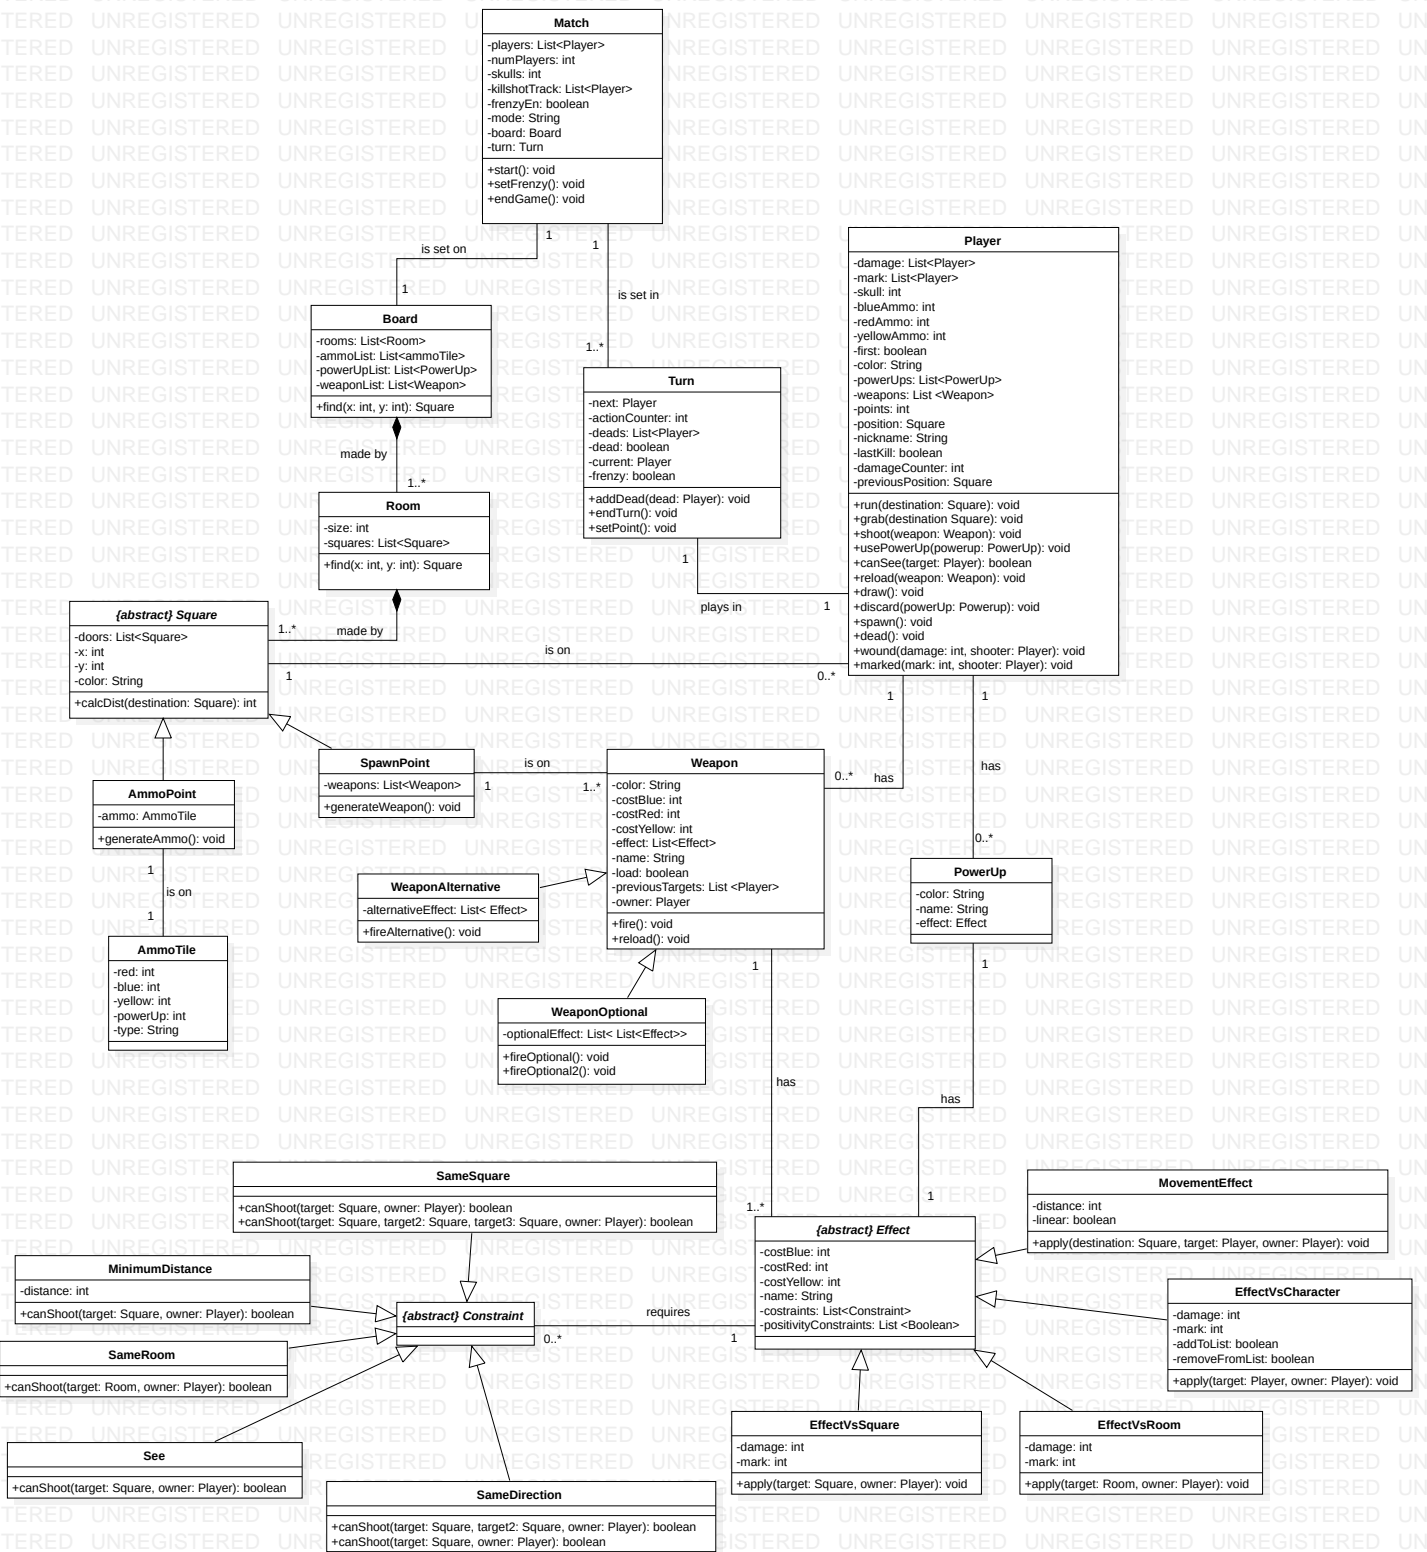 Match
-players: List<Player>
-numPlayers: int
-skulls: int
-killshotTrack: List<Player>
-frenzyEn: boolean
-mode: String
-board: Board
-turn: Turn
+start(): void
+setFrenzy(): void
+endGame(): void
1
is set on
1
1
is set in
1..*
Player
-damage: List<Player>
-mark: List<Player>
-skull: int
-blueAmmo: int
-redAmmo: int
-yellowAmmo: int
-first: boolean
-color: String
-powerUps: List<PowerUp>
-weapons: List <Weapon>
-points: int
-position: Square
-nickname: String
-lastKill: boolean
-damageCounter: int
-previousPosition: Square
+run(destination: Square): void
+grab(destination Square): void
+shoot(weapon: Weapon): void
+usePowerUp(powerup: PowerUp): void
+canSee(target: Player): boolean
+reload(weapon: Weapon): void
+draw(): void
+discard(powerUp: Powerup): void
+spawn(): void
+dead(): void
+wound(damage: int, shooter: Player): void
+marked(mark: int, shooter: Player): void
Board
-rooms: List<Room>
-ammoList: List<ammoTile>
-powerUpList: List<PowerUp>
-weaponList: List<Weapon>
+find(x: int, y: int): Square
made by
1..*
Turn
-next: Player
-actionCounter: int
-deads: List<Player>
-dead: boolean
-current: Player
-frenzy: boolean
+addDead(dead: Player): void
+endTurn(): void
+setPoint(): void
1
plays in
1
Room
-size: int
-squares: List<Square>
+find(x: int, y: int): Square
1..*
made by
{abstract} Square
-doors: List<Square>
-x: int
-y: int
-color: String
+calcDist(destination: Square): int
is on
1
0..*
1
1
SpawnPoint
-weapons: List<Weapon>
+generateWeapon(): void
is on
1
1..*
Weapon
-color: String
-costBlue: int
-costRed: int
-costYellow: int
-effect: List<Effect>
-name: String
-load: boolean
-previousTargets: List <Player>
-owner: Player
+fire(): void
+reload(): void
0..*
has
has
0..*
AmmoPoint
-ammo: AmmoTile
+generateAmmo(): void
1
is on
1
AmmoTile
-red: int
-blue: int
-yellow: int
-powerUp: int
-type: String
WeaponAlternative
-alternativeEffect: List< Effect>
+fireAlternative(): void
PowerUp
-color: String
-name: String
-effect: Effect
1
1
WeaponOptional
-optionalEffect: List< List<Effect>>
+fireOptional(): void
+fireOptional2(): void
has
has
1..*
1
SameSquare
+canShoot(target: Square, owner: Player): boolean
+canShoot(target: Square, target2: Square, target3: Square, owner: Player): boolean
MovementEffect
-distance: int
-linear: boolean
+apply(destination: Square, target: Player, owner: Player): void
{abstract} Effect
-costBlue: int
-costRed: int
-costYellow: int
-name: String
-costraints: List<Constraint>
-positivityConstraints: List <Boolean>
MinimumDistance
-distance: int
+canShoot(target: Square, owner: Player): boolean
{abstract} Constraint
requires
0..*
1
EffectVsCharacter
-damage: int
-mark: int
-addToList: boolean
-removeFromList: boolean
+apply(target: Player, owner: Player): void
SameRoom
+canShoot(target: Room, owner: Player): boolean
See
+canShoot(target: Square, owner: Player): boolean
SameDirection
+canShoot(target: Square, target2: Square, owner: Player): boolean
+canShoot(target: Square, owner: Player): boolean
EffectVsSquare
-damage: int
-mark: int
+apply(target: Square, owner: Player): void
EffectVsRoom
-damage: int
-mark: int
+apply(target: Room, owner: Player): void
UNREGISTERED